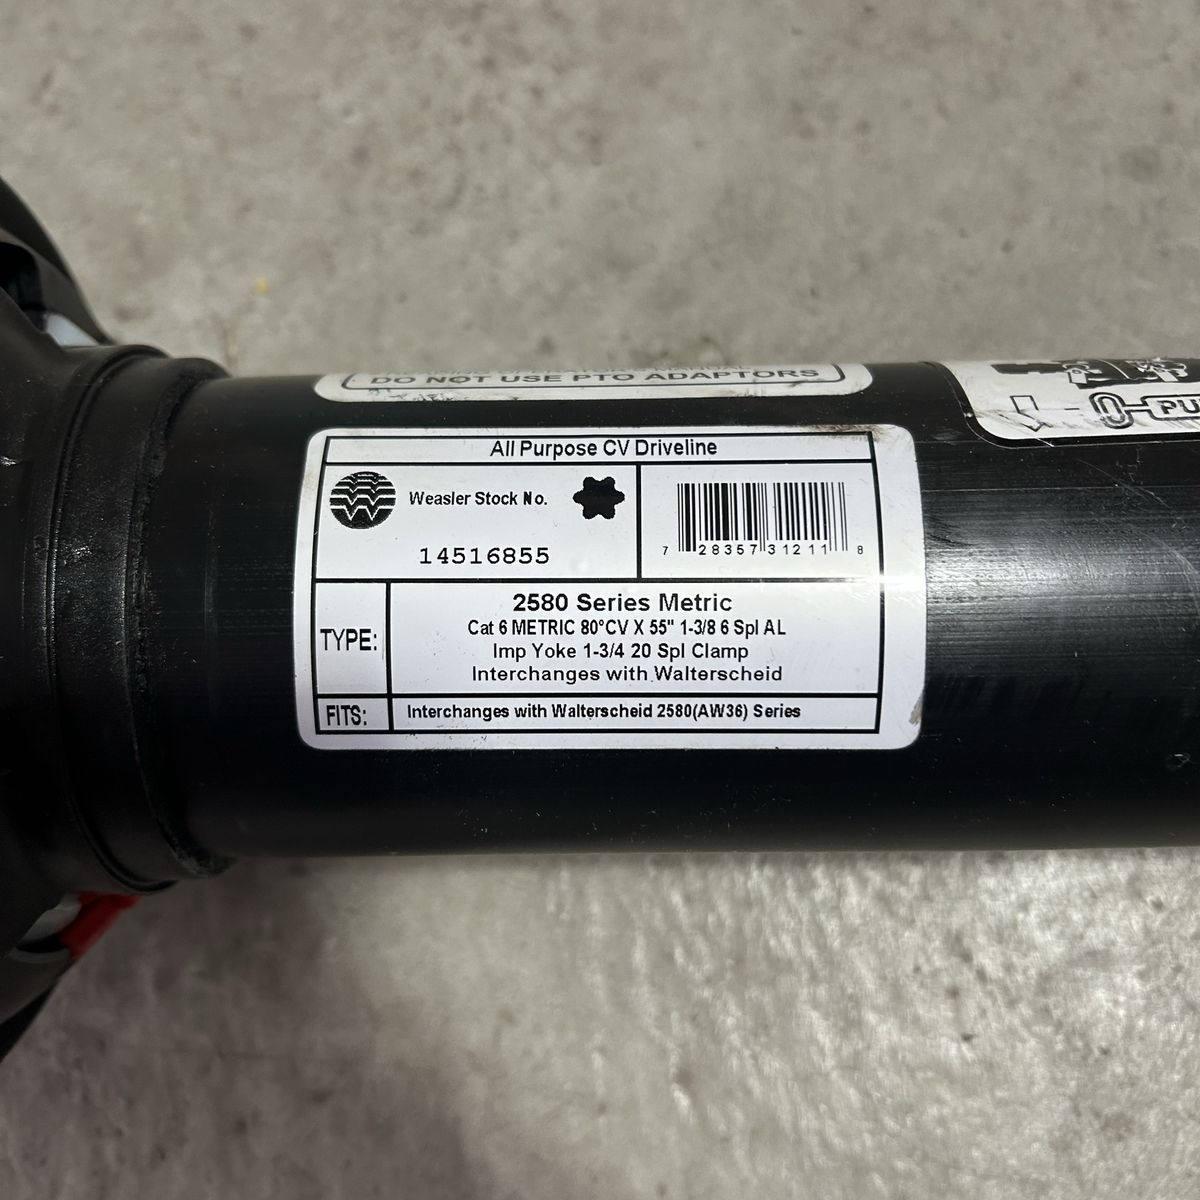 DO NOT USE PTO ADAPTORS
PU
All Purpose CV Driveline
Weasler Stock No.
14516855
7 28357 31211 8
TYPE:
2580 Series Metric
Cat 6 METRIC 80°CV X 55" 1-3/8 6 Spl AL
Imp Yoke 1-3/4 20 Spl Clamp
Interchanges with Walterscheid
FITS:
Interchanges with Walterscheid 2580(AW36) Series